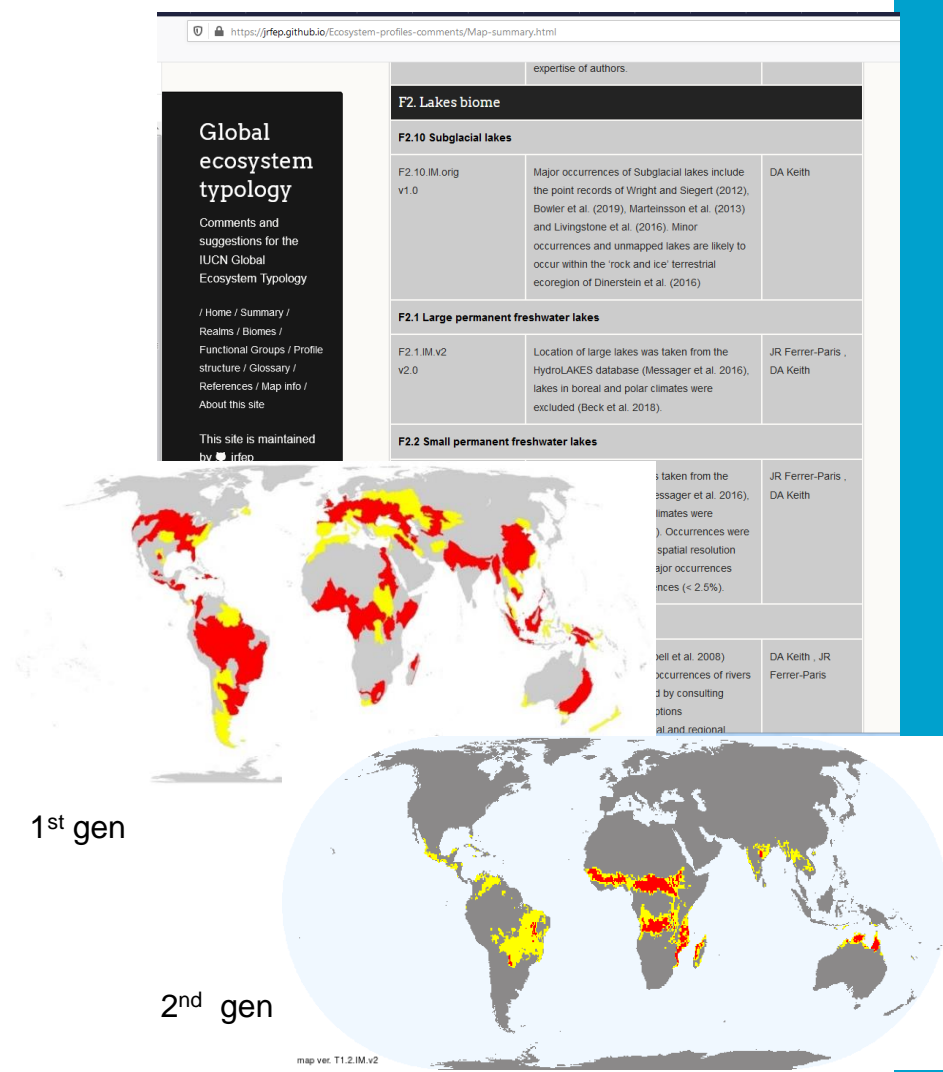 https://jrfep.github.io/Ecosystem-profiles-comments/Map-summary.html
Global
ecosystem
typology
Comments and
suggestions for the
IUCN Global
Ecosystem Typology
/ Home / Summary /
Realms / Biomes /
Functional Groups / Profile
structure / Glossary /
References / Map info /
About this site
This site is maintained
by jrfep
expertise of authors.
F2. Lakes biome
F2.10 Subglacial lakes
F2.10.IM.orig
v1.0
Major occurrences of Subglacial lakes include
the point records of Wright and Siegert (2012),
Bowler et al. (2019), Marteinsson et al. (2013)
and Livingstone et al. (2016). Minor
occurrences and unmapped lakes are likely to
occur within the ‘rock and ice’ terrestrial
ecoregion of Dinerstein et al. (2016)
DA Keith
F2.1 Large permanent freshwater lakes
F2.1.IM.v2
v2.0
Location of large lakes was taken from the
HydroLAKES database (Messager et al. 2016),
lakes in boreal and polar climates were
excluded (Beck et al. 2018).
JR Ferrer-Paris ,
DA Keith
F2.2 Small permanent freshwater lakes
s taken from the
essager et al. 2016),
limates were
). Occurrences were
spatial resolution
ajor occurrences
ences (< 2.5%).
JR Ferrer-Paris ,
DA Keith
bell et al. 2008)
occurrences of rivers
d by consulting
ptions
al and regional
DA Keith , JR
Ferrer-Paris
1st gen
2nd gen
map ver. T1.2.IM.v2